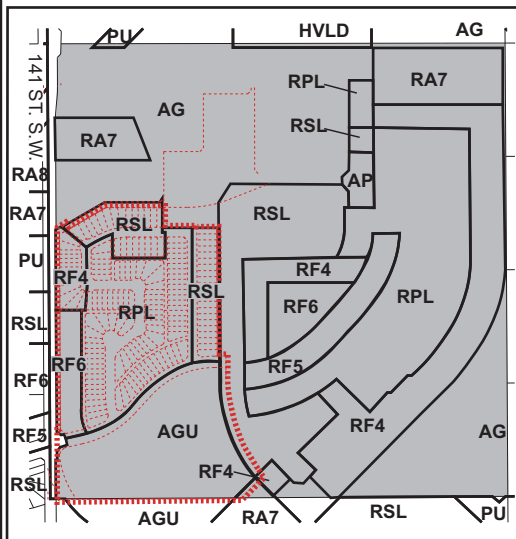 PU
HVLD
AG
141 ST. S.W.
RPL
RA7
AG
RSL
RA7
RA8
AP
RA7
RSL
RSL
PU
RF4
RF4
RSL
RPL
RF6
RPL
RSL
RF6
RF5
RF6
RF4
RF5
AGU
AG
RF4
RSL
AGU
RA7
RSL
PU